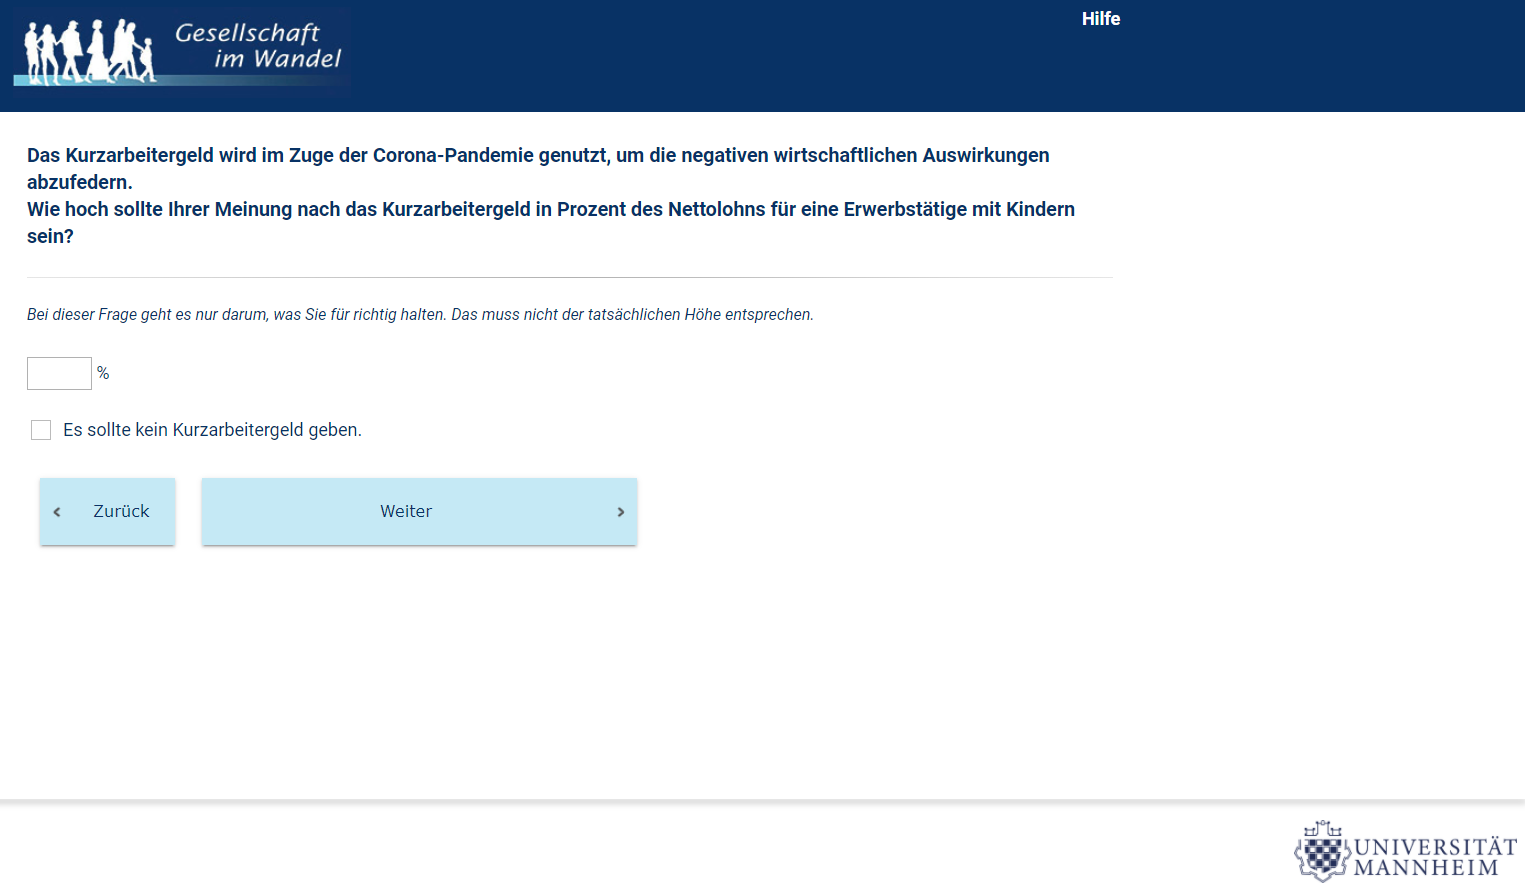 Gesellschaft
im Wandel
Hilfe
Das Kurzarbeitergeld wird im Zuge der Corona-Pandemie genutzt, um die negativen wirtschaftlichen Auswirkungen
abzufedern.
Wie hoch sollte Ihrer Meinung nach das Kurzarbeitergeld in Prozent des Nettolohns für eine Erwerbstätige mit Kindern
sein?
Bei dieser Frage geht es nur darum, was Sie für richtig halten. Das muss nicht der tatsächlichen Höhe entsprechen.
%
Es sollte kein Kurzarbeitergeld geben.
Zurück
Weiter
UNIVERSITÄT
MANNHEIM